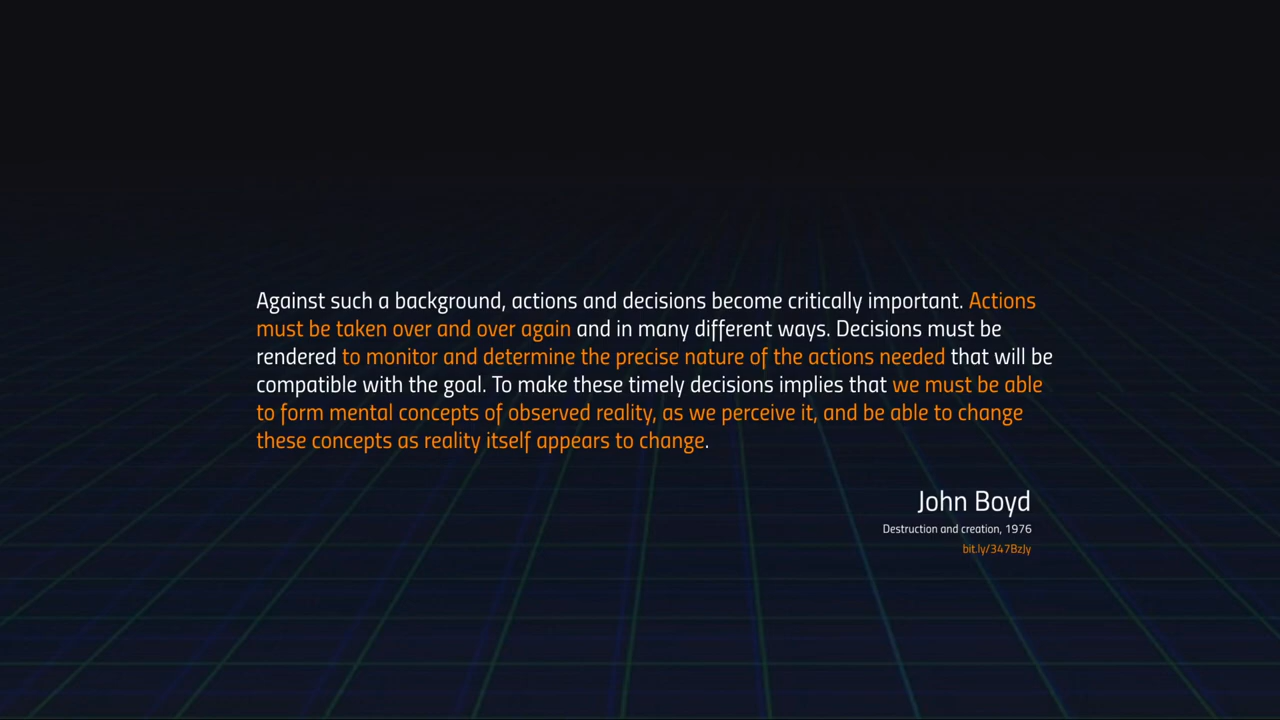 Against such a background, actions and decisions become critically important. Actions
must be taken over and over again and in many different ways. Decisions must be
rendered to monitor and determine the precise nature of the actions needed that will be
compatible with the goal. To make these timely decisions implies that we must be able
to form mental concepts of observed reality, as we perceive it, and be able to change
these concepts as reality itself appears to change.
John Boyd
Destruction and creation, 1976
bit.ly/347BzJy